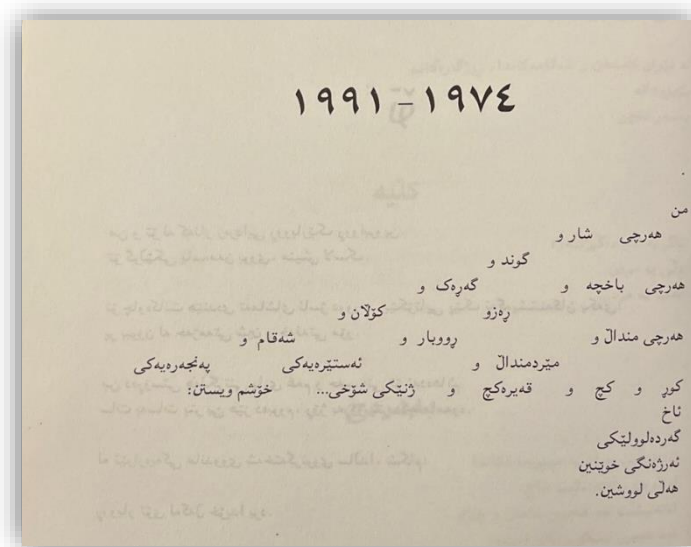 ١٩٧٤ - ١٩٩١
من
هەرچی شار و
گوند و
هەرچی باخچە و گەڕەک و
ڕەزو کۆڵان و
هەرچی منداڵ و ڕووبار و شەقام و
مێردمنداڵ و ئەستێرەیەکی پەنجەرەیەکی
کوڕ و کچ و قەیرەکچ و ژنێکی شۆخی... خۆشم ویستن:
ئاخ
گەردەلوولێکی
ئەرژەنگی خوێنین
هەڵی لووشین.